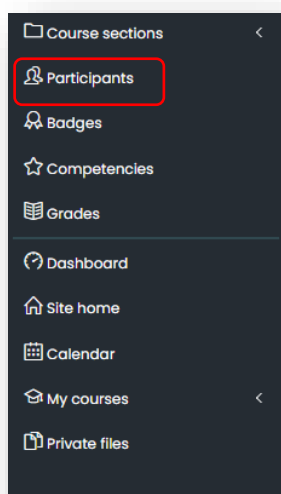 Course sections
Participants
Badges
Competencies
Grades
Dashboard
Site home
Calendar
My courses
Private files